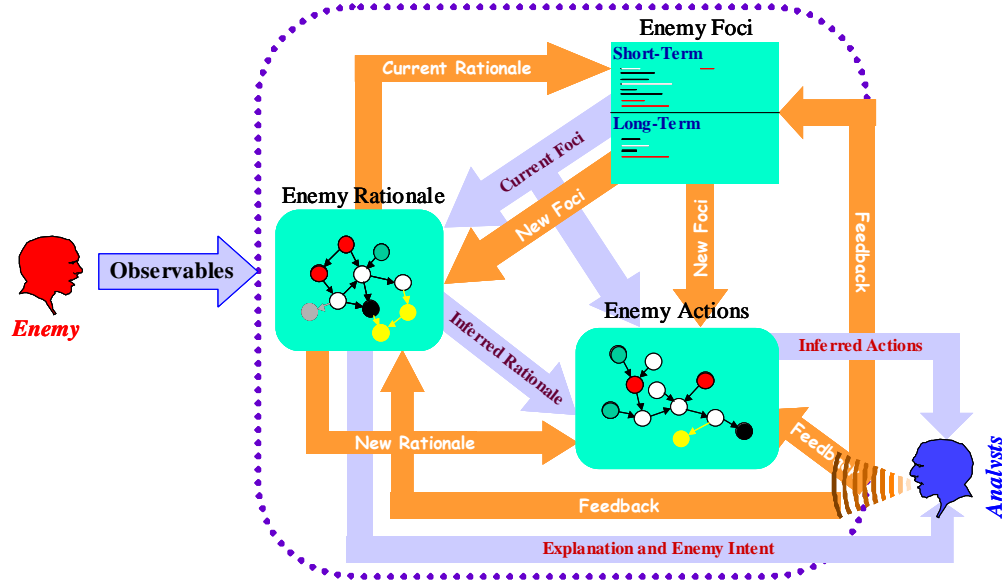 Enemy Foci
Short-Term
Current Rationale
Long-Term
Current Foci
Enemy Rationale
New Foci
New Foci
Feedback
Observables
Enemy
Enemy Actions
Inferred Rationale
Inferred Actions
New Rationale
Feedback
Analysts
Feedback
Explanation and Enemy Intent